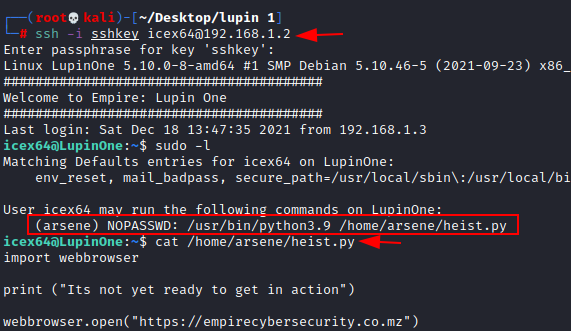 (root💀kali)-[~/Desktop/lupin 1]
# ssh -i sshkey icex64@192.168.1.2
Enter passphrase for key 'sshkey':
Linux LupinOne 5.10.0-8-amd64 #1 SMP Debian 5.10.46-5 (2021-09-23) x86_
########################################
Welcome to Empire: Lupin One
########################################
Last login: Sat Dec 18 13:47:35 2021 from 192.168.1.3
icex64@LupinOne:~$ sudo -l
Matching Defaults entries for icex64 on LupinOne:
env_reset, mail_badpass, secure_path=/usr/local/sbin\:/usr/local/bi
User icex64 may run the following commands on LupinOne:
(arsene) NOPASSWD: /usr/bin/python3.9 /home/arsene/heist.py
icex64@LupinOne:~$ cat /home/arsene/heist.py
import webbrowser
print ("Its not yet ready to get in action")
webbrowser.open("https://empirecybersecurity.co.mz")